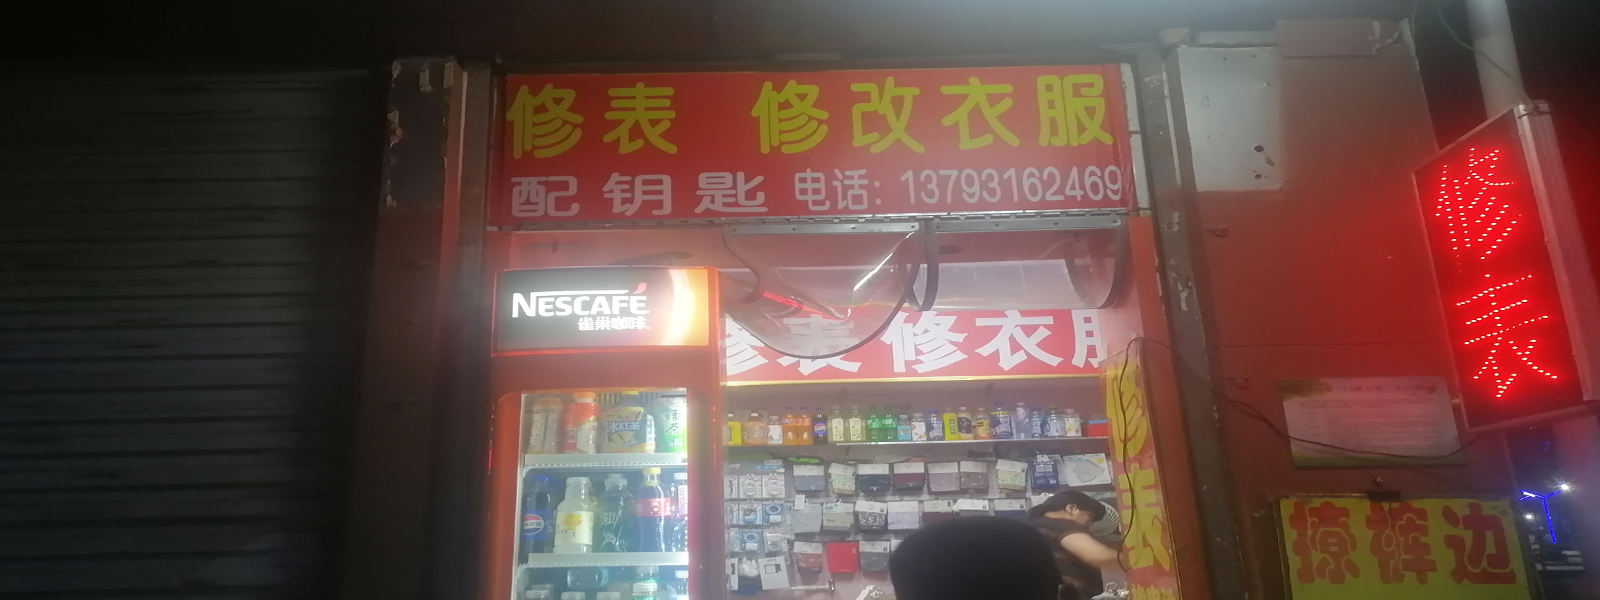 修表 修改衣服
配钥匙 电话: 13793162469
NESCAFÉ
雀巢咖啡
修表 修衣服
修表
修表
撩裤边